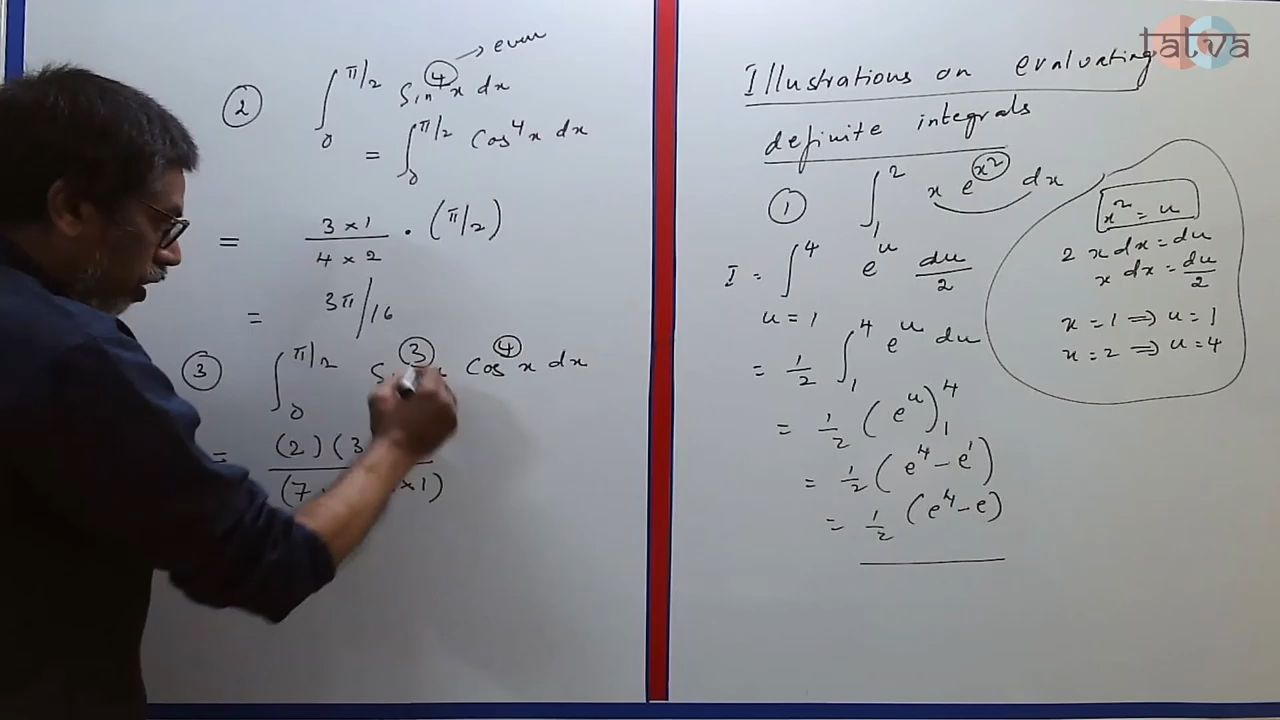 ② ∫₀^{π/2} Sin⁴x dx → even
= ∫₀^{π/2} Cos⁴x dx
= 3×1 / 4×2 · (π/2)
= 3π/16
③ ∫₀^{π/2} x Cos⁴x dx
= (2)(3 / (7 ×1)
Tatva
Illustrations on evaluating
definite integrals
① ∫₁² x e^{x²} dx
I = ∫_{u=1}^4 e^u du/2
= 1/2 ∫₁⁴ e^u du
= 1/2 (e^u)₁⁴
= 1/2 (e⁴ – e¹)
= 1/2 (e⁴ – e)
x² = u
2 x dx = du
x dx = du/2
x = 1 ⇒ u = 1
x = 2 ⇒ u = 4